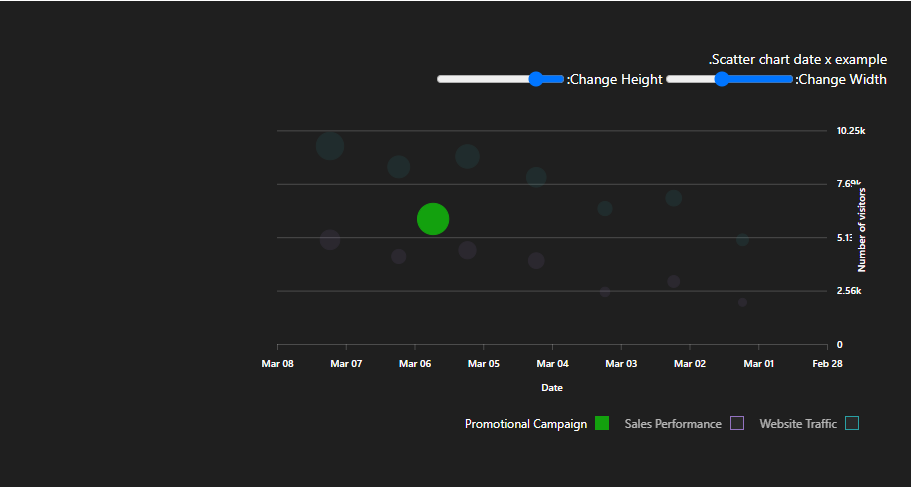 .Scatter chart date x example
:Change Height :Change Width
10.25k
7.69k
5.13
2.56k
0
Number of visitors
Mar 08 Mar 07 Mar 06 Mar 05 Mar 04 Mar 03 Mar 02 Mar 01 Feb 28
Date
Promotional Campaign Sales Performance Website Traffic